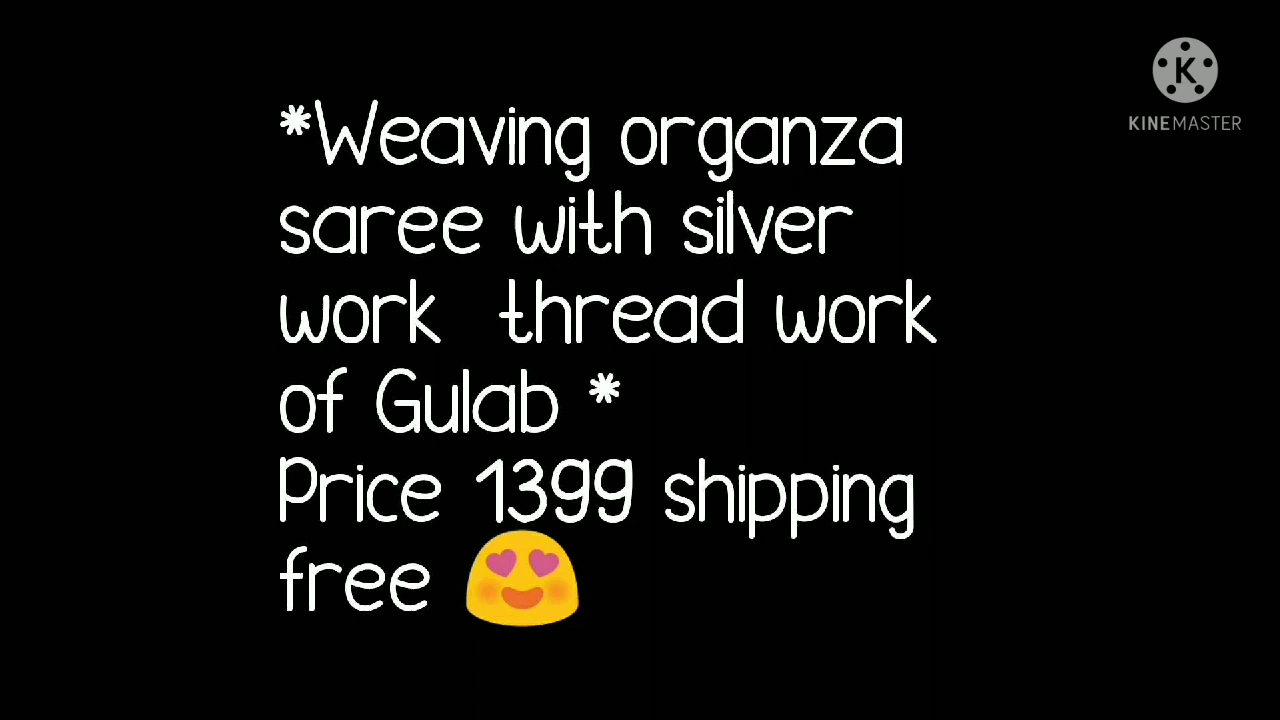 *Weaving organza
saree with silver
work  thread work
of Gulab *
Price 1399 shipping
free 😍
KINEMASTER